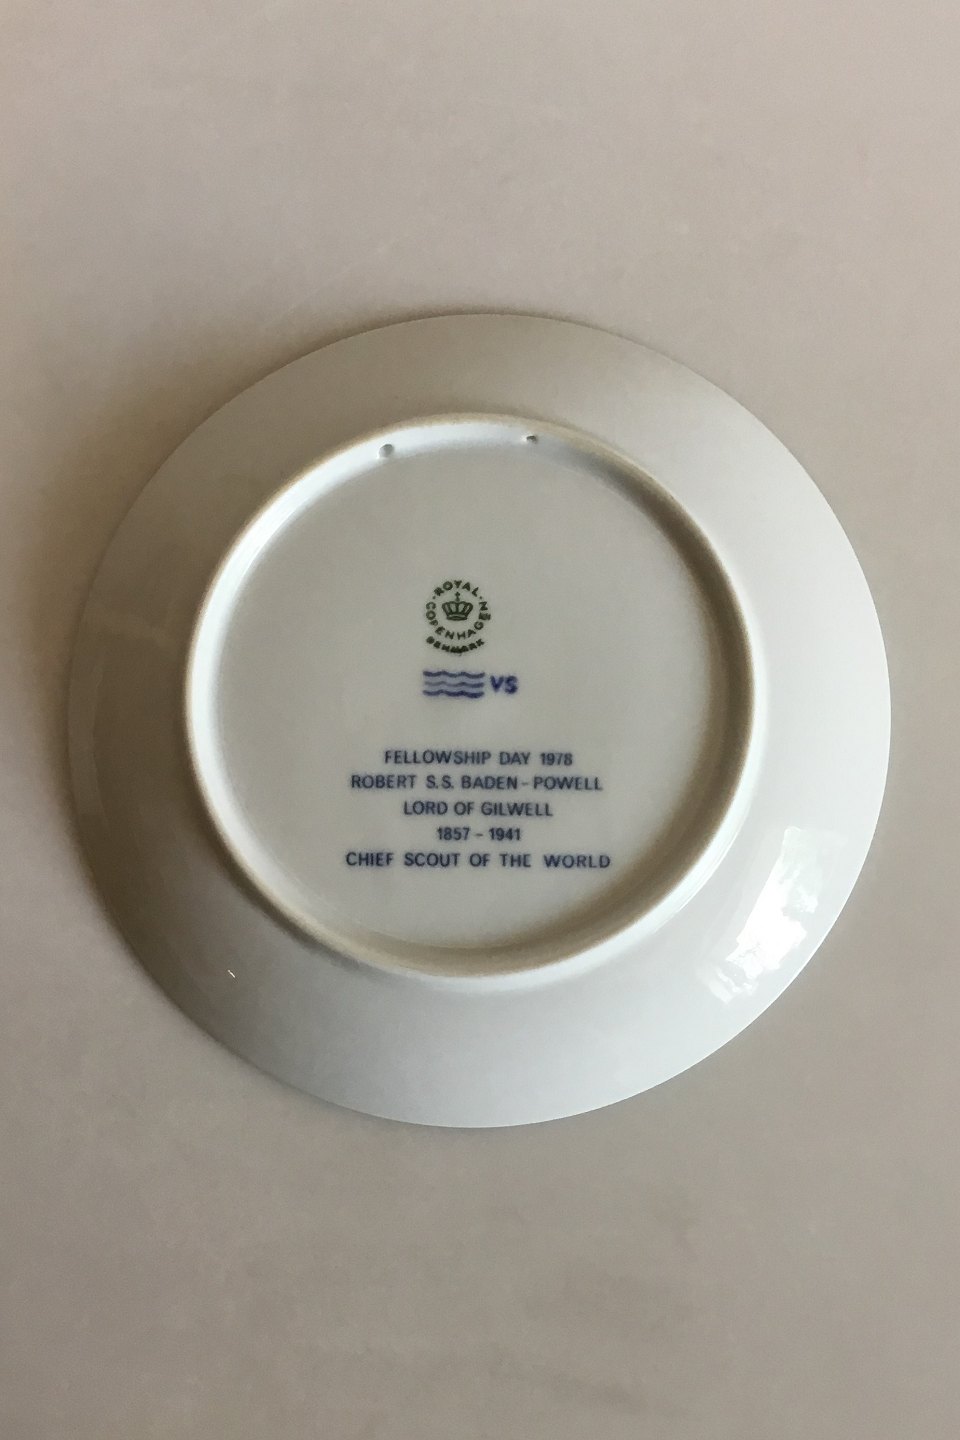 ROYAL
COPENHAGEN
DENMARK
VS
FELLOWSHIP DAY 1978
ROBERT S.S. BADEN-POWELL
LORD OF GILWELL
1857-1941
CHIEF SCOUT OF THE WORLD